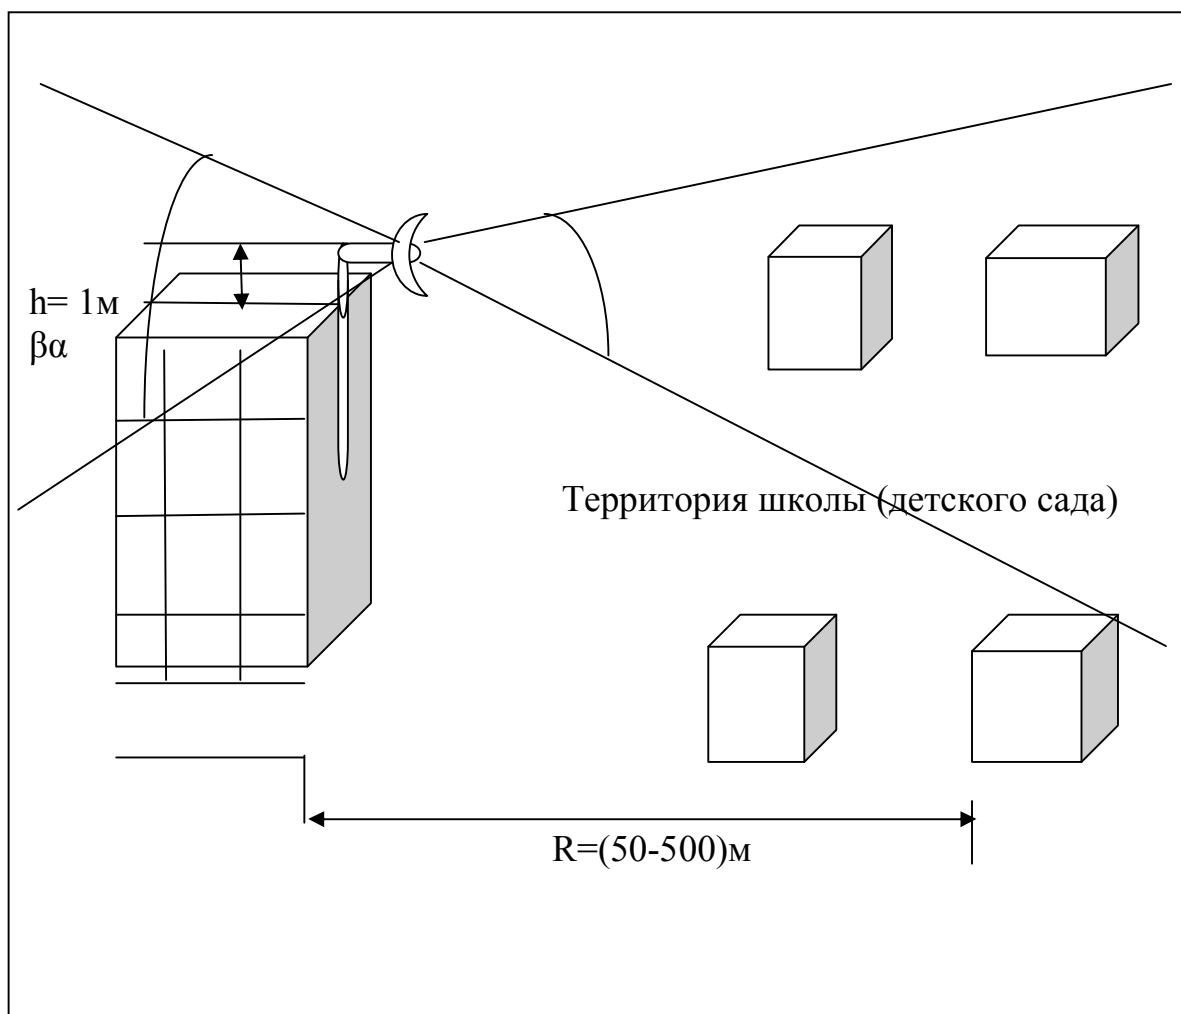 h= 1м
βα
Территория школы (детского сада)
R=(50-500)м